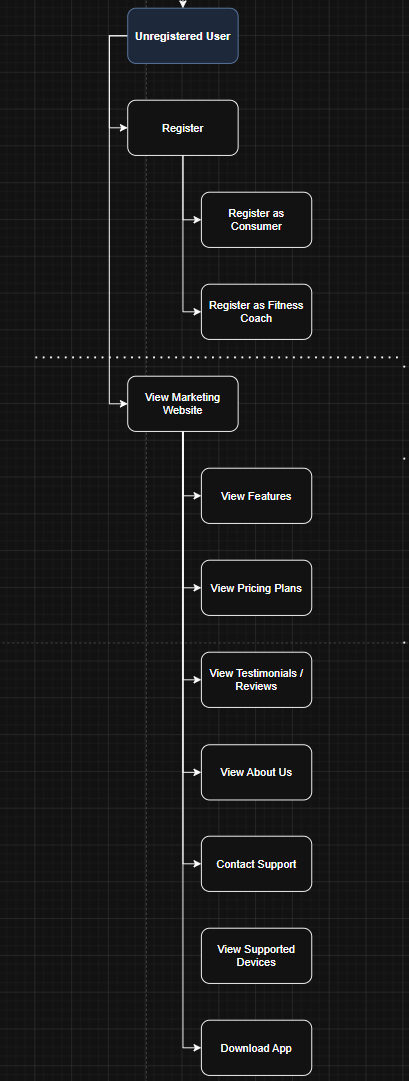 Unregistered User
Register
Register as
Consumer
Register as Fitness
Coach
View Marketing
Website
View Features
View Pricing Plans
View Testimonials /
Reviews
View About Us
Contact Support
View Supported
Devices
Download App